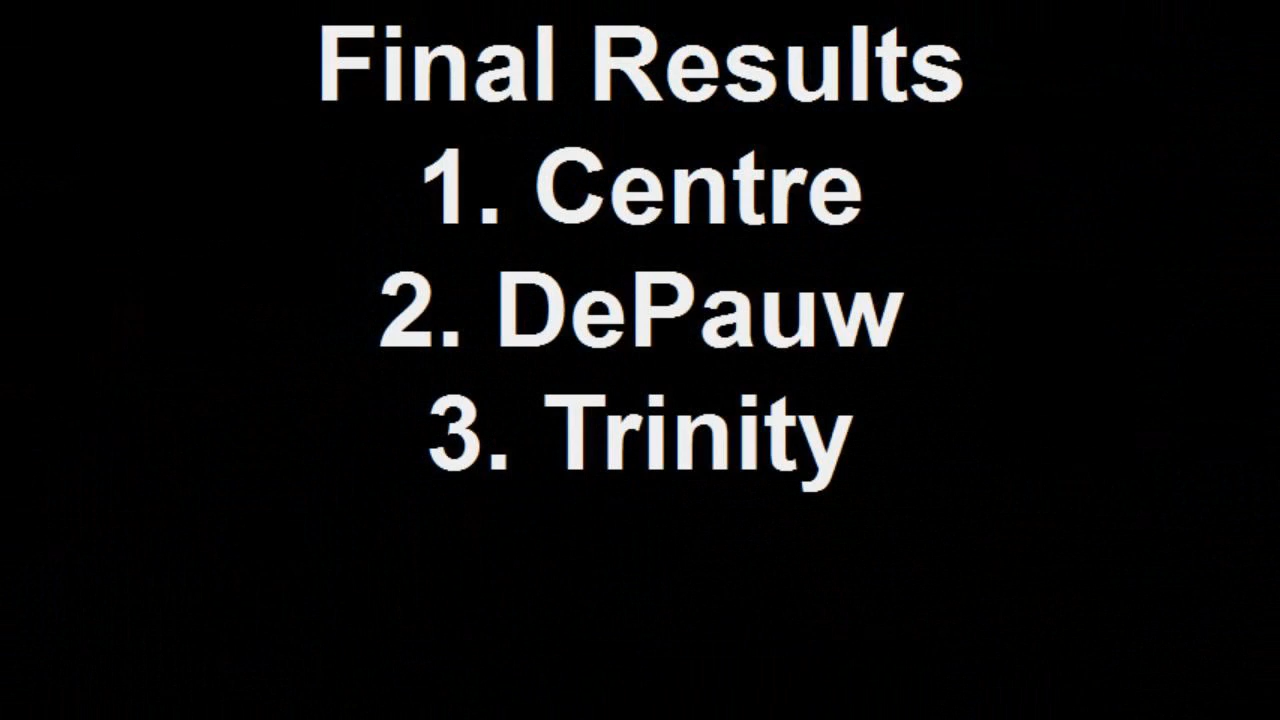 Final Results
1. Centre
2. DePauw
3. Trinity